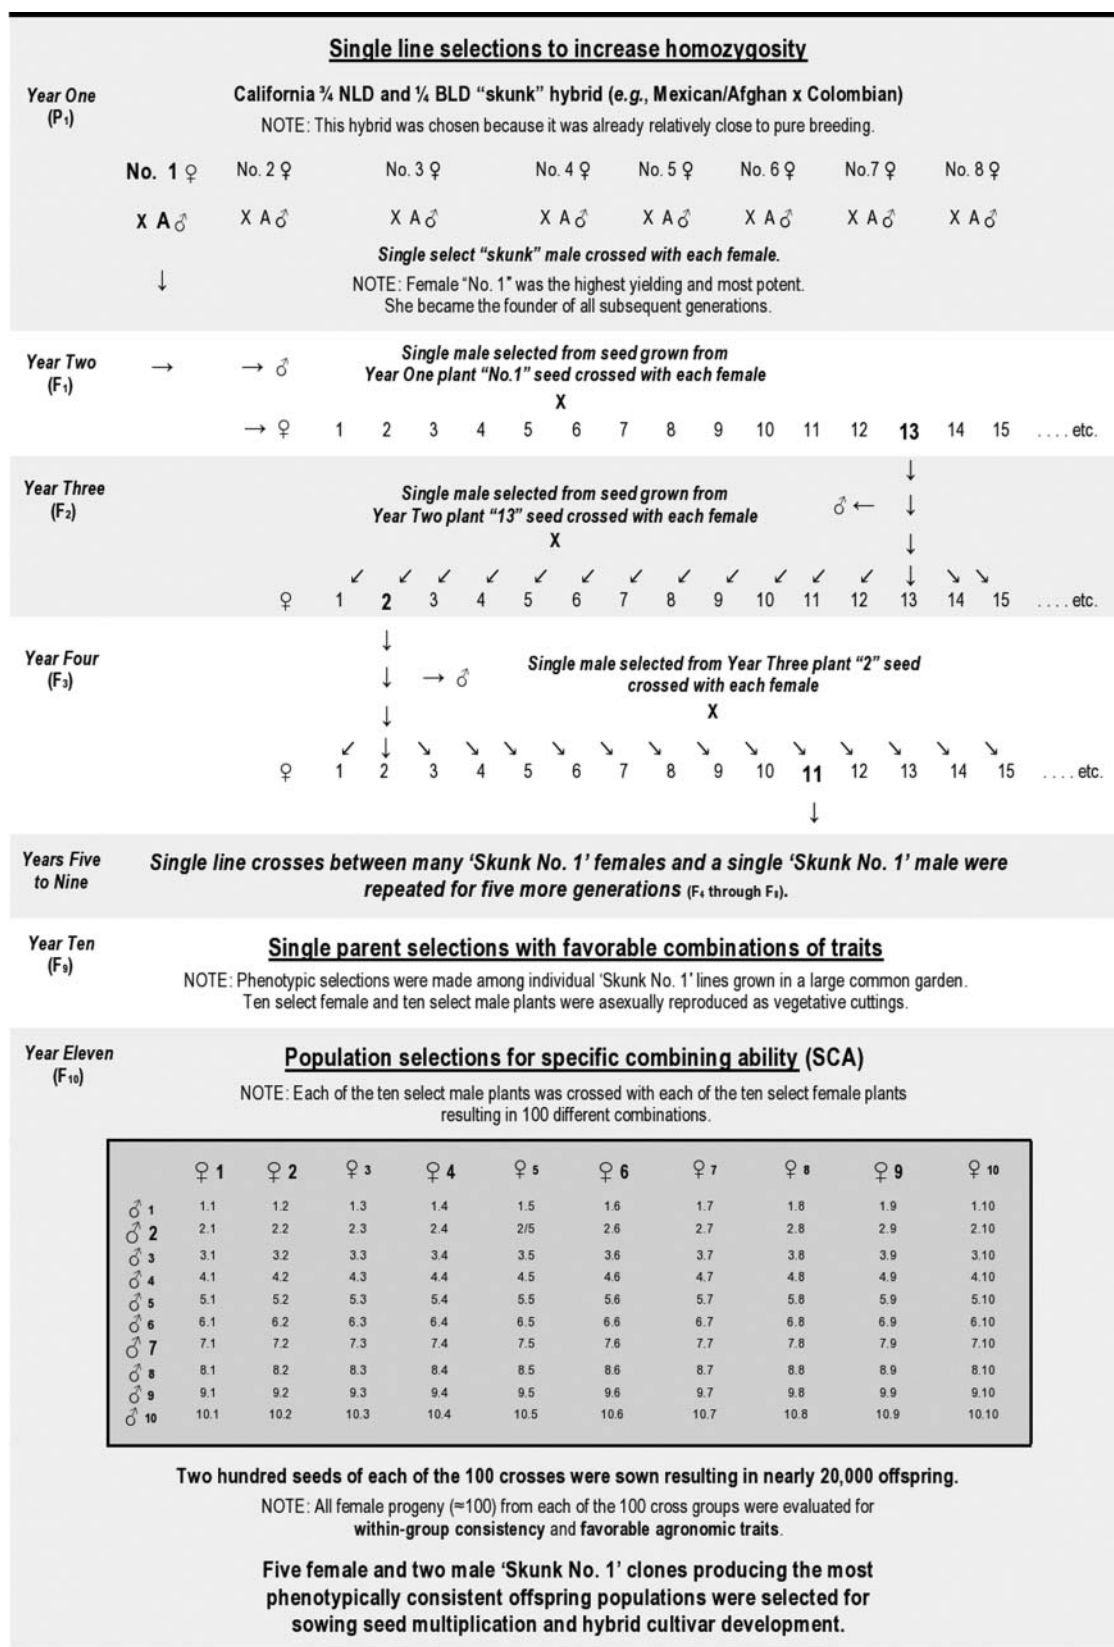 Single line selections to increase homozygosity
Year One
(P₁)
California ¾ NLD and ¼ BLD “skunk” hybrid (e.g., Mexican/Afghan x Colombian)
NOTE: This hybrid was chosen because it was already relatively close to pure breeding.
No. 1 ♀ No. 2 ♀ No. 3 ♀ No. 4 ♀ No. 5 ♀ No. 6 ♀ No.7 ♀ No. 8 ♀
X A♂ X A♂ X A♂ X A♂ X A♂ X A♂ X A♂ X A♂
Single select “skunk” male crossed with each female.
↓ NOTE: Female “No. 1” was the highest yielding and most potent.
She became the founder of all subsequent generations.
Year Two
(F₁)
→ → ♂ Single male selected from seed grown from
Year One plant “No.1” seed crossed with each female
X
→ ♀ 1 2 3 4 5 6 7 8 9 10 11 12 13 14 15 . . . . etc.
↓
Year Three
(F₂)
Single male selected from seed grown from
Year Two plant “13” seed crossed with each female
♂ ← ↓
X ↓
↙ ↙ ↙ ↙ ↙ ↙ ↙ ↙ ↙ ↙ ↙ ↙ ↓ ↘ ↘
♀ 1 2 3 4 5 6 7 8 9 10 11 12 13 14 15 . . . . etc.
↓
Year Four
(F₃)
↓ → ♂ Single male selected from Year Three plant “2” seed
crossed with each female
↓ X
↙ ↓ ↘ ↘ ↘ ↘ ↘ ↘ ↘ ↘ ↘ ↘ ↘ ↘ ↘
♀ 1 2 3 4 5 6 7 8 9 10 11 12 13 14 15 . . . . etc.
↓
Years Five
to Nine
Single line crosses between many ‘Skunk No. 1’ females and a single ‘Skunk No. 1’ male were
repeated for five more generations (F₄ through F₈).
Year Ten
(F₉)
Single parent selections with favorable combinations of traits
NOTE: Phenotypic selections were made among individual ‘Skunk No. 1’ lines grown in a large common garden.
Ten select female and ten select male plants were asexually reproduced as vegetative cuttings.
Year Eleven
(F₁₀)
Population selections for specific combining ability (SCA)
NOTE: Each of the ten select male plants was crossed with each of the ten select female plants
resulting in 100 different combinations.
♀ 1 ♀ 2 ♀ 3 ♀ 4 ♀ 5 ♀ 6 ♀ 7 ♀ 8 ♀ 9 ♀ 10
♂ 1 1.1 1.2 1.3 1.4 1.5 1.6 1.7 1.8 1.9 1.10
♂ 2 2.1 2.2 2.3 2.4 2/5 2.6 2.7 2.8 2.9 2.10
♂ 3 3.1 3.2 3.3 3.4 3.5 3.6 3.7 3.8 3.9 3.10
♂ 4 4.1 4.2 4.3 4.4 4.5 4.6 4.7 4.8 4.9 4.10
♂ 5 5.1 5.2 5.3 5.4 5.5 5.6 5.7 5.8 5.9 5.10
♂ 6 6.1 6.2 6.3 6.4 6.5 6.6 6.7 6.8 6.9 6.10
♂ 7 7.1 7.2 7.3 7.4 7.5 7.6 7.7 7.8 7.9 7.10
♂ 8 8.1 8.2 8.3 8.4 8.5 8.6 8.7 8.8 8.9 8.10
♂ 9 9.1 9.2 9.3 9.4 9.5 9.6 9.7 9.8 9.9 9.10
♂ 10 10.1 10.2 10.3 10.4 10.5 10.6 10.7 10.8 10.9 10.10
Two hundred seeds of each of the 100 crosses were sown resulting in nearly 20,000 offspring.
NOTE: All female progeny (≈100) from each of the 100 cross groups were evaluated for
within-group consistency and favorable agronomic traits.
Five female and two male ‘Skunk No. 1’ clones producing the most
phenotypically consistent offspring populations were selected for
sowing seed multiplication and hybrid cultivar development.